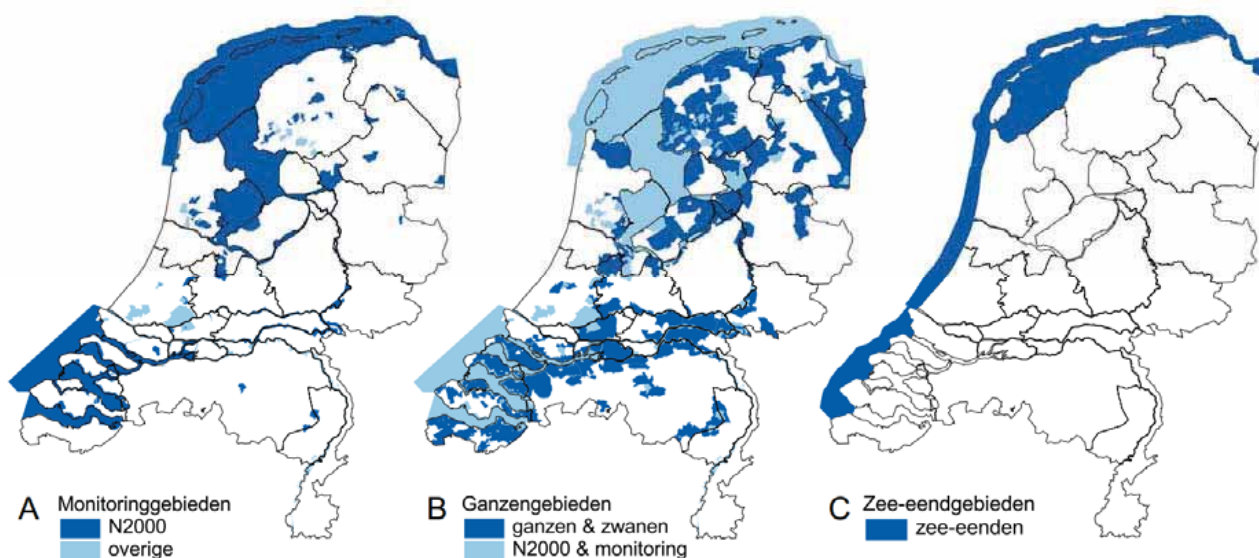 A Monitoringgebieden
N2000
overige
B Ganzengebieden
ganzen & zwanen
N2000 & monitoring
C Zee-eendgebieden
zee-eenden